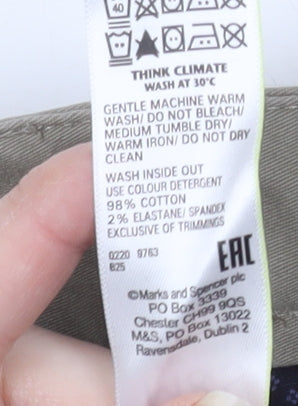 40
THINK CLIMATE
WASH AT 30°C
GENTLE MACHINE WARM
WASH/ DO NOT BLEACH/
MEDIUM TUMBLE DRY/
WARM IRON/ DO NOT DRY
CLEAN
WASH INSIDE OUT
USE COLOUR DETERGENT
98% COTTON
2% ELASTANE/ SPANDEX
EXCLUSIVE OF TRIMMINGS
0220 9763
825
EAC
©Marks and Spencer plc
PO Box 3339
Chester CH99 9QS
M&S, PO Box 13022
Ravensdale, Dublin 2